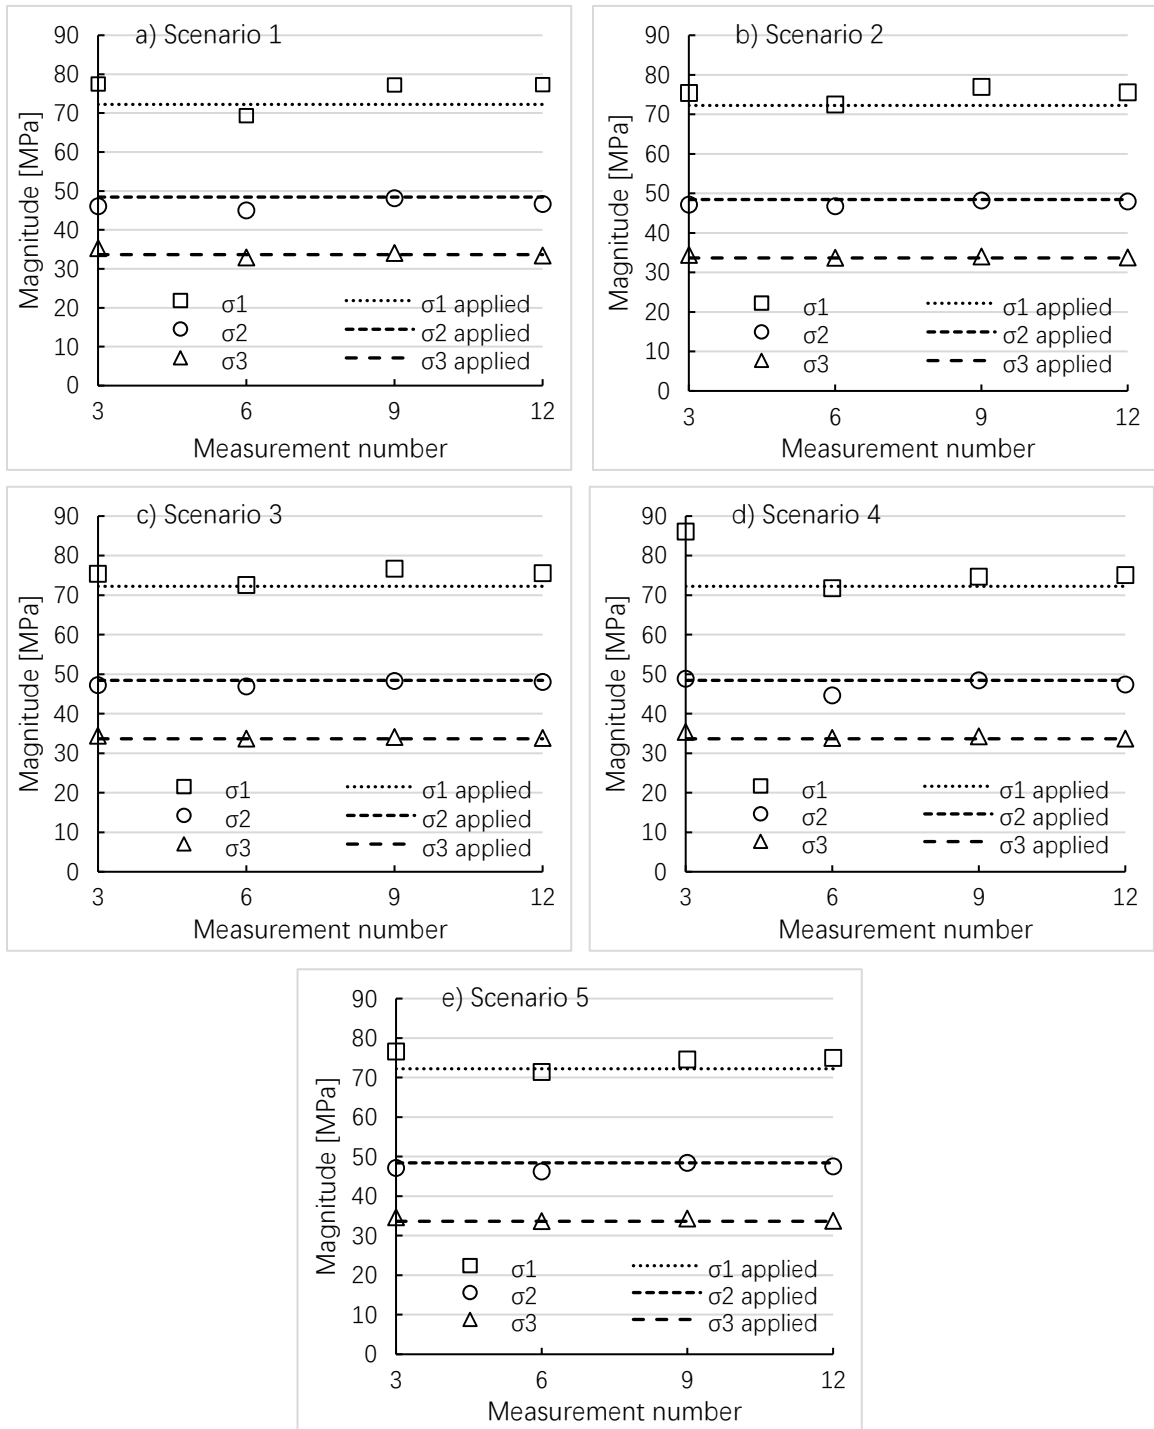 a) Scenario 1
Magnitude [MPa]
90
80
70
60
50
40
30
20
10
0
σ1 σ1 applied
σ2 σ2 applied
σ3 σ3 applied
3 6 9 12
Measurement number
b) Scenario 2
Magnitude [MPa]
90
80
70
60
50
40
30
20
10
0
σ1 σ1 applied
σ2 σ2 applied
σ3 σ3 applied
3 6 9 12
Measurement number
c) Scenario 3
Magnitude [MPa]
90
80
70
60
50
40
30
20
10
0
σ1 σ1 applied
σ2 σ2 applied
σ3 σ3 applied
3 6 9 12
Measurement number
d) Scenario 4
Magnitude [MPa]
90
80
70
60
50
40
30
20
10
0
σ1 σ1 applied
σ2 σ2 applied
σ3 σ3 applied
3 6 9 12
Measurement number
e) Scenario 5
Magnitude [MPa]
90
80
70
60
50
40
30
20
10
0
σ1 σ1 applied
σ2 σ2 applied
σ3 σ3 applied
3 6 9 12
Measurement number